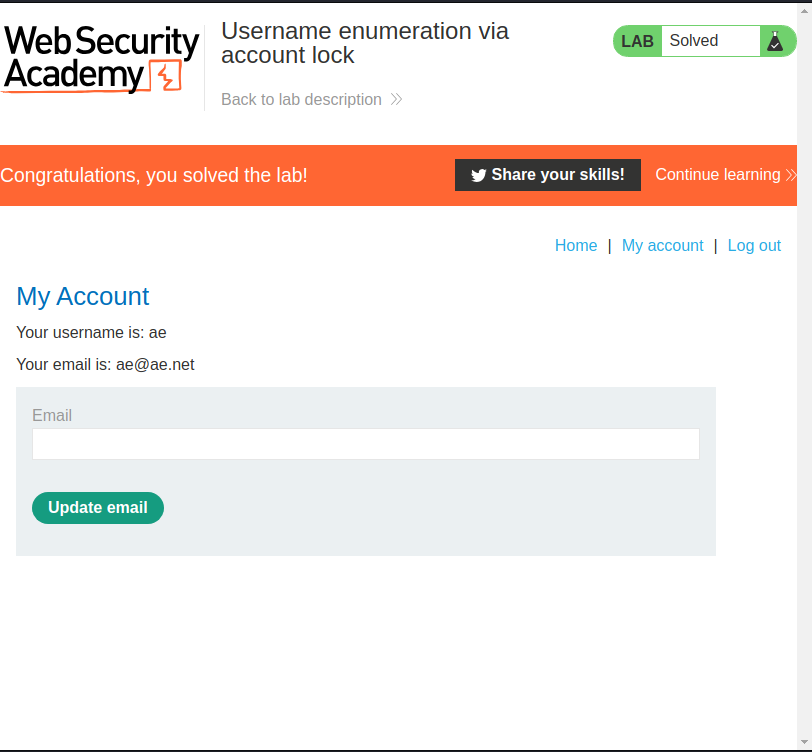 Web Security
Academy
Username enumeration via
account lock
Back to lab description
LAB Solved
Congratulations, you solved the lab!
Share your skills!
Continue learning
Home | My account | Log out
My Account
Your username is: ae
Your email is: ae@ae.net
Email
Update email